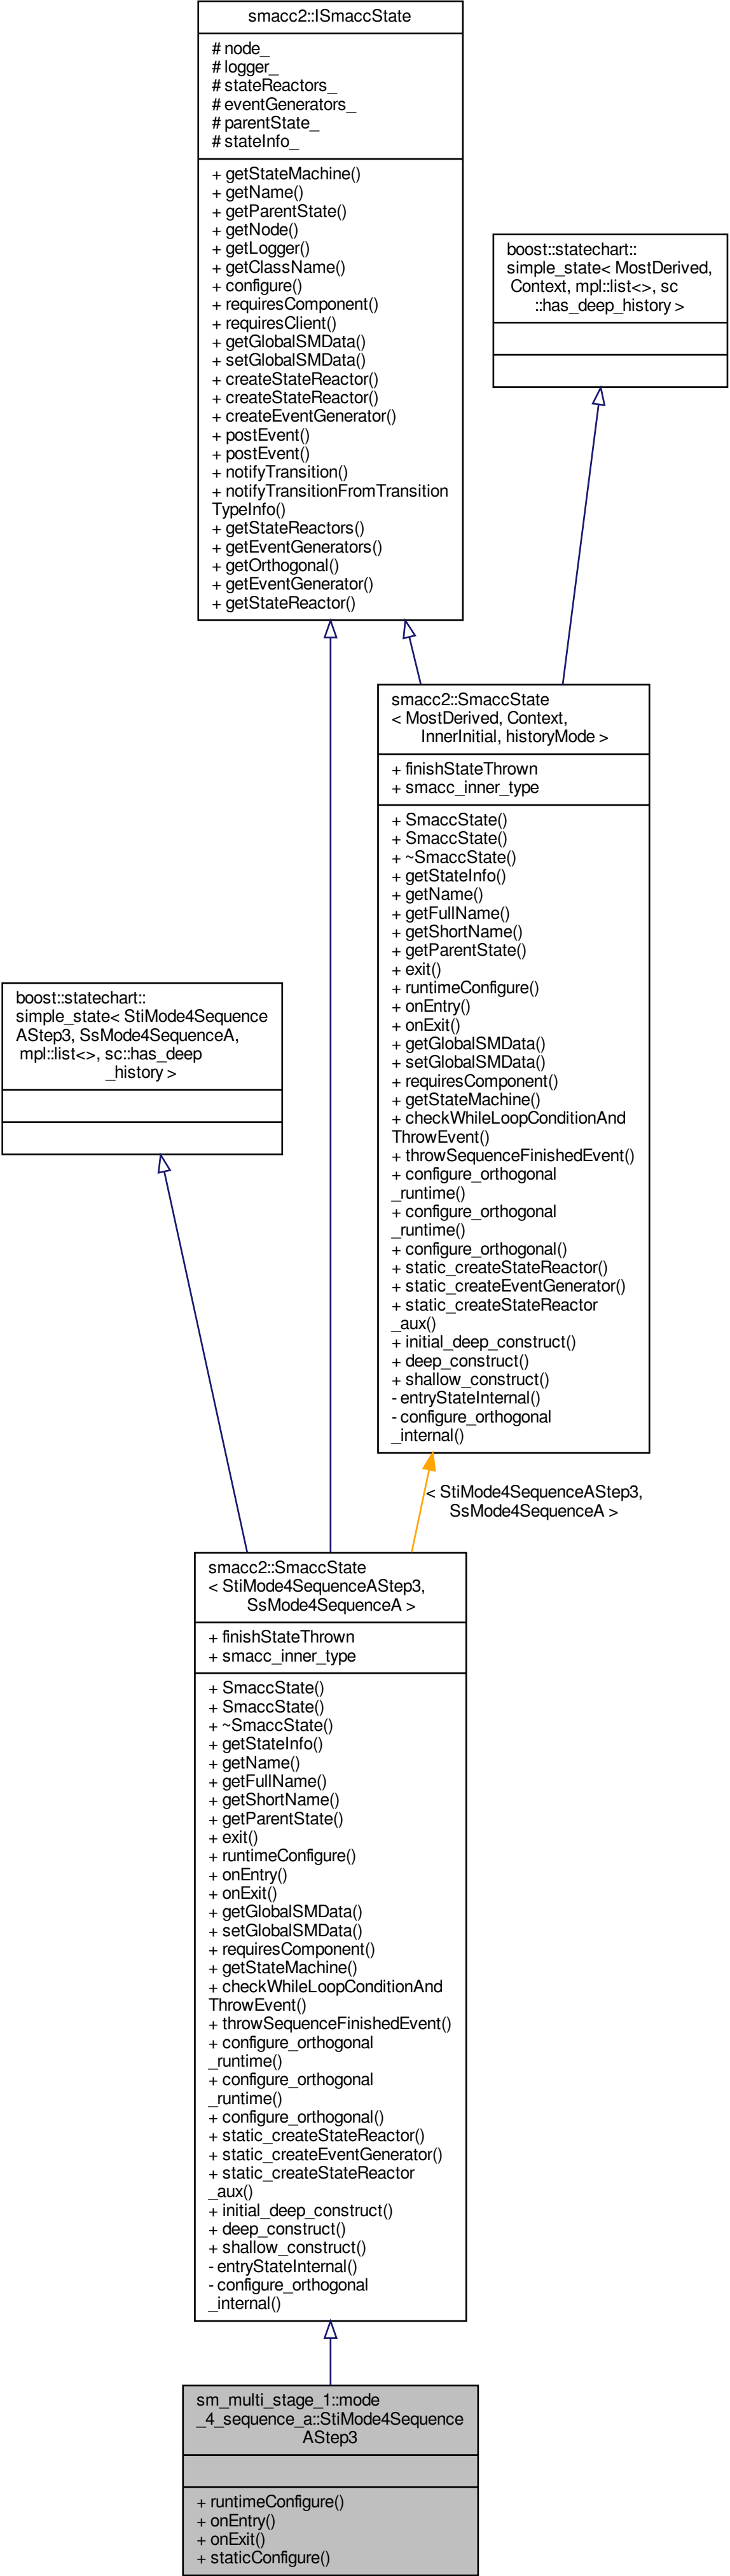 smacc2::ISmaccState
# node_
# logger_
# stateReactors_
# eventGenerators_
# parentState_
# stateInfo_
+ getStateMachine()
+ getName()
+ getParentState()
+ getNode()
+ getLogger()
+ getClassName()
+ configure()
+ requiresComponent()
+ requiresClient()
+ getGlobalSMData()
+ setGlobalSMData()
+ createStateReactor()
+ createStateReactor()
+ createEventGenerator()
+ postEvent()
+ postEvent()
+ notifyTransition()
+ notifyTransitionFromTransition
TypeInfo()
+ getStateReactors()
+ getEventGenerators()
+ getOrthogonal()
+ getEventGenerator()
+ getStateReactor()
boost::statechart::
simple_state< MostDerived,
Context, mpl::list<>, sc
::has_deep_history >
smacc2::SmaccState
< MostDerived, Context,
InnerInitial, historyMode >
+ finishStateThrown
+ smacc_inner_type
+ SmaccState()
+ SmaccState()
+ ~SmaccState()
+ getStateInfo()
+ getName()
+ getFullName()
+ getShortName()
+ getParentState()
+ exit()
+ runtimeConfigure()
+ onEntry()
+ onExit()
+ getGlobalSMData()
+ setGlobalSMData()
+ requiresComponent()
+ getStateMachine()
+ checkWhileLoopConditionAnd
ThrowEvent()
+ throwSequenceFinishedEvent()
+ configure_orthogonal
_runtime()
+ configure_orthogonal
_runtime()
+ configure_orthogonal()
+ static_createStateReactor()
+ static_createEventGenerator()
+ static_createStateReactor
_aux()
+ initial_deep_construct()
+ deep_construct()
+ shallow_construct()
- entryStateInternal()
- configure_orthogonal
_internal()
boost::statechart::
simple_state< StiMode4Sequence
AStep3, SsMode4SequenceA,
mpl::list<>, sc::has_deep
_history >
< StiMode4SequenceAStep3,
SsMode4SequenceA >
smacc2::SmaccState
< StiMode4SequenceAStep3,
SsMode4SequenceA >
+ finishStateThrown
+ smacc_inner_type
+ SmaccState()
+ SmaccState()
+ ~SmaccState()
+ getStateInfo()
+ getName()
+ getFullName()
+ getShortName()
+ getParentState()
+ exit()
+ runtimeConfigure()
+ onEntry()
+ onExit()
+ getGlobalSMData()
+ setGlobalSMData()
+ requiresComponent()
+ getStateMachine()
+ checkWhileLoopConditionAnd
ThrowEvent()
+ throwSequenceFinishedEvent()
+ configure_orthogonal
_runtime()
+ configure_orthogonal
_runtime()
+ configure_orthogonal()
+ static_createStateReactor()
+ static_createEventGenerator()
+ static_createStateReactor
_aux()
+ initial_deep_construct()
+ deep_construct()
+ shallow_construct()
- entryStateInternal()
- configure_orthogonal
_internal()
sm_multi_stage_1::mode
_4_sequence_a::StiMode4Sequence
AStep3
+ runtimeConfigure()
+ onEntry()
+ onExit()
+ staticConfigure()